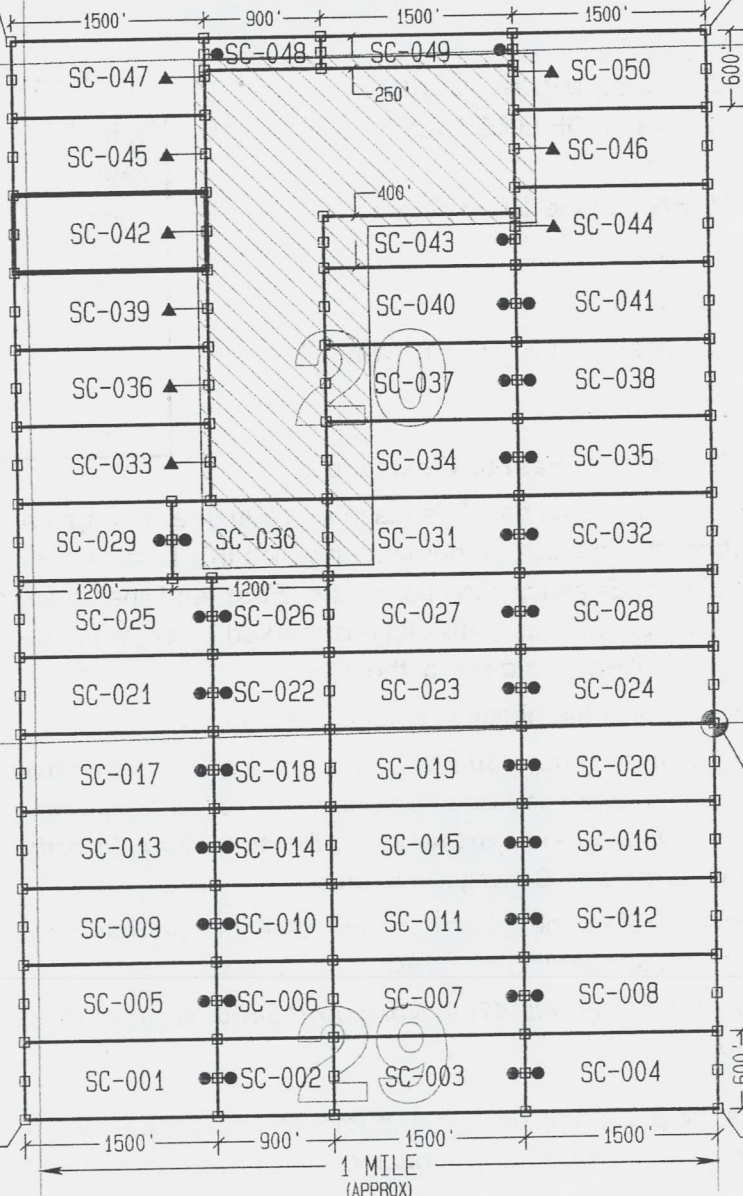 1500' 900' 1500' 1500'
SC-048 SC-049
SC-047 SC-050
600'
250'
SC-045 SC-046
400'
SC-042 SC-044
SC-043
SC-039 SC-040 SC-041
20
SC-036 SC-037 SC-038
SC-033 SC-034 SC-035
SC-029 SC-030 SC-031 SC-032
1200' 1200'
SC-025 SC-026 SC-027 SC-028
SC-021 SC-022 SC-023 SC-024
SC-017 SC-018 SC-019 SC-020
SC-013 SC-014 SC-015 SC-016
SC-009 SC-010 SC-011 SC-012
SC-005 SC-006 SC-007 SC-008
29
SC-001 SC-002 SC-003 SC-004
600'
1500' 900' 1500' 1500'
1 MILE
(APPROX)